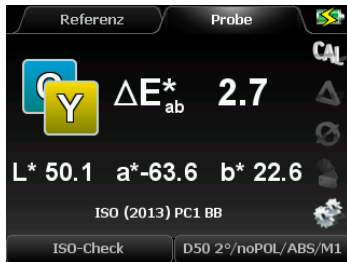 Referenz Probe
CAL
C Y ΔE*ab 2.7
L* 50.1 a*-63.6 b* 22.6
ISO (2013) PC1 BB
ISO-Check D50 2°/noPOL/ABS/M1